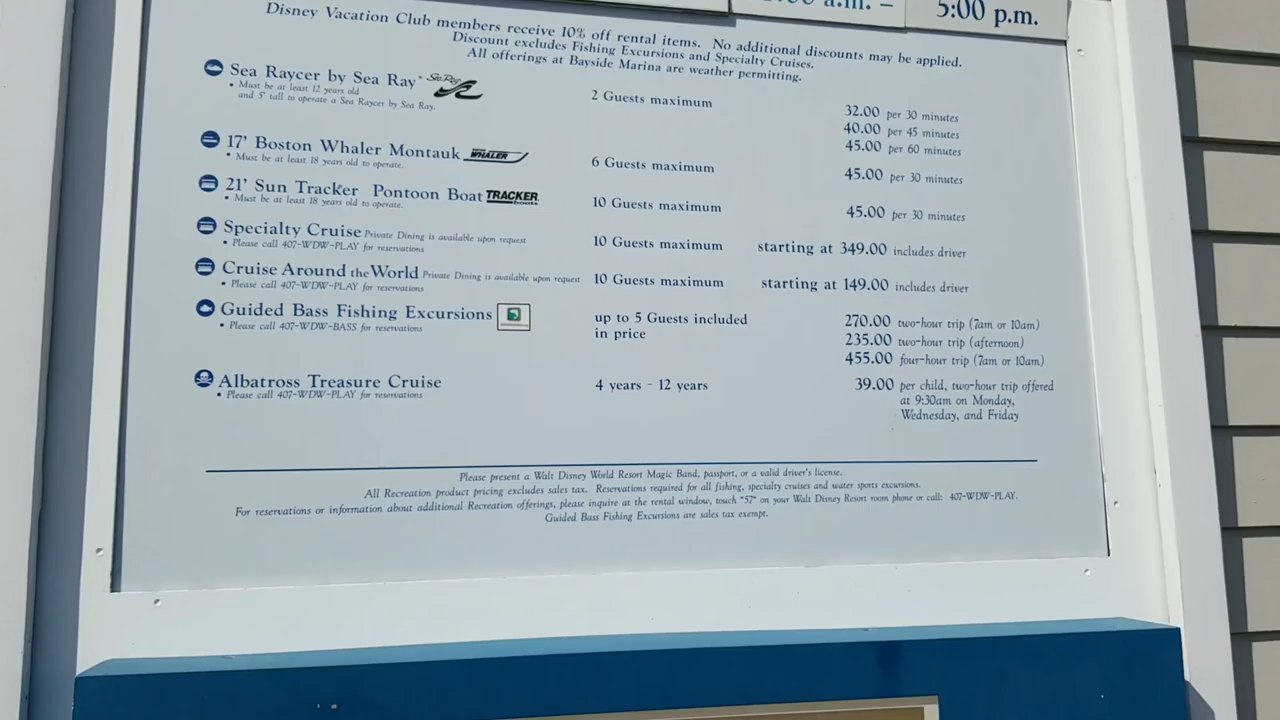 a.m. –
5:00 p.m.
Disney Vacation Club members receive 10% off rental items. No additional discounts may be applied.
Discount excludes Fishing Excursions and Specialty Cruises.
All offerings at Bayside Marina are weather permitting.
Sea Raycer by Sea Ray® Sea Ray
• Must be at least 12 years old
and 5' tall to operate a Sea Raycer by Sea Ray.
2 Guests maximum
32.00 per 30 minutes
40.00 per 45 minutes
45.00 per 60 minutes
17' Boston Whaler Montauk WHALER
• Must be at least 18 years old to operate.
6 Guests maximum
45.00 per 30 minutes
21' Sun Tracker Pontoon Boat TRACKER boats
• Must be at least 18 years old to operate.
10 Guests maximum
45.00 per 30 minutes
Specialty Cruise Private Dining is available upon request
• Please call 407-WDW-PLAY for reservations
10 Guests maximum
starting at 349.00 includes driver
Cruise Around the World Private Dining is available upon request
• Please call 407-WDW-PLAY for reservations
10 Guests maximum
starting at 149.00 includes driver
Guided Bass Fishing Excursions
• Please call 407-WDW-BASS for reservations
up to 5 Guests included
in price
270.00 two-hour trip (7am or 10am)
235.00 two-hour trip (afternoon)
455.00 four-hour trip (7am or 10am)
Albatross Treasure Cruise
• Please call 407-WDW-PLAY for reservations
4 years - 12 years
39.00 per child, two-hour trip offered
at 9:30am on Monday,
Wednesday, and Friday
Please present a Walt Disney World Resort Magic Band, passport, or a valid driver's license.
All Recreation product pricing excludes sales tax. Reservations required for all fishing, specialty cruises and water sports excursions.
For reservations or information about additional Recreation offerings, please inquire at the rental window, touch "57" on your Walt Disney Resort room phone or call: 407-WDW-PLAY.
Guided Bass Fishing Excursions are sales tax exempt.